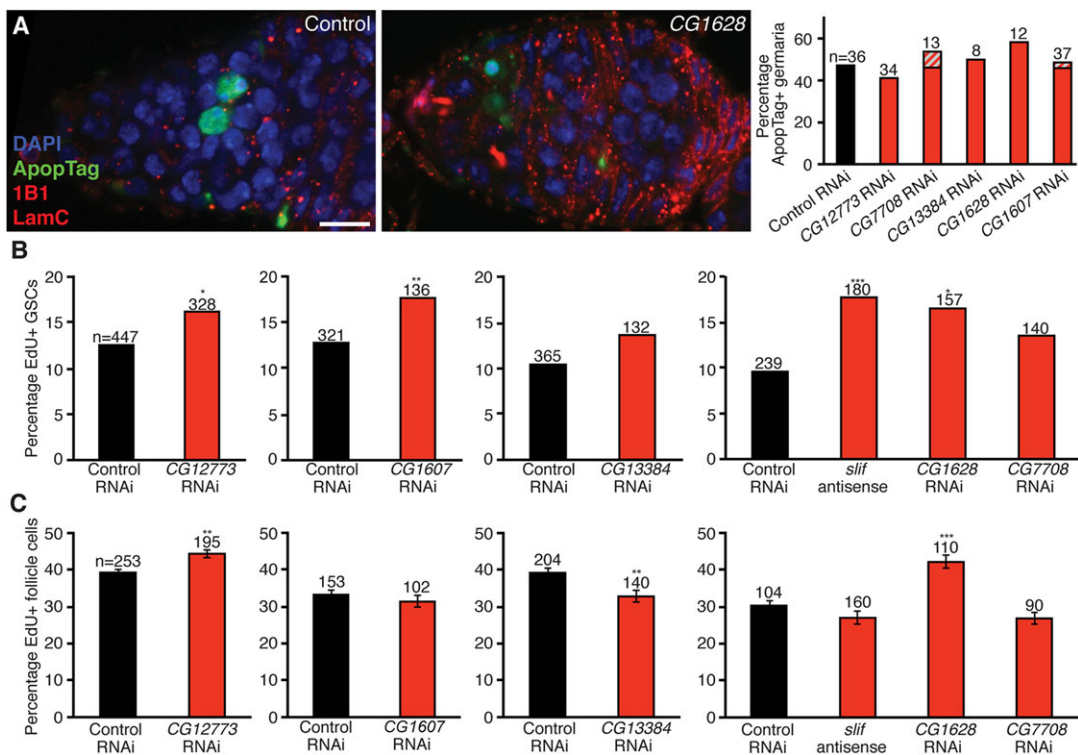 A
Control
CG1628
DAPI
ApopTag
1B1
LamC
Percentage
ApopTag+ germaria
60
40
20
0
n=36
34
13
8
12
37
Control RNAi
CG12773 RNAi
CG7708 RNAi
CG13384 RNAi
CG1628 RNAi
CG1607 RNAi
B
Percentage EdU+ GSCs
20
15
10
5
0
n=447
*
328
Control
RNAi
CG12773
RNAi
20
15
10
5
0
321
**
136
Control
RNAi
CG1607
RNAi
20
15
10
5
0
365
132
Control
RNAi
CG13384
RNAi
20
15
10
5
0
239
***
180
*
157
140
Control
RNAi
slif
antisense
CG1628
RNAi
CG7708
RNAi
C
Percentage EdU+ follicle cells
50
40
30
20
10
0
n=253
**
195
Control
RNAi
CG12773
RNAi
50
40
30
20
10
0
153
102
Control
RNAi
CG1607
RNAi
50
40
30
20
10
0
204
**
140
Control
RNAi
CG13384
RNAi
50
40
30
20
10
0
104
160
***
110
90
Control
RNAi
slif
antisense
CG1628
RNAi
CG7708
RNAi